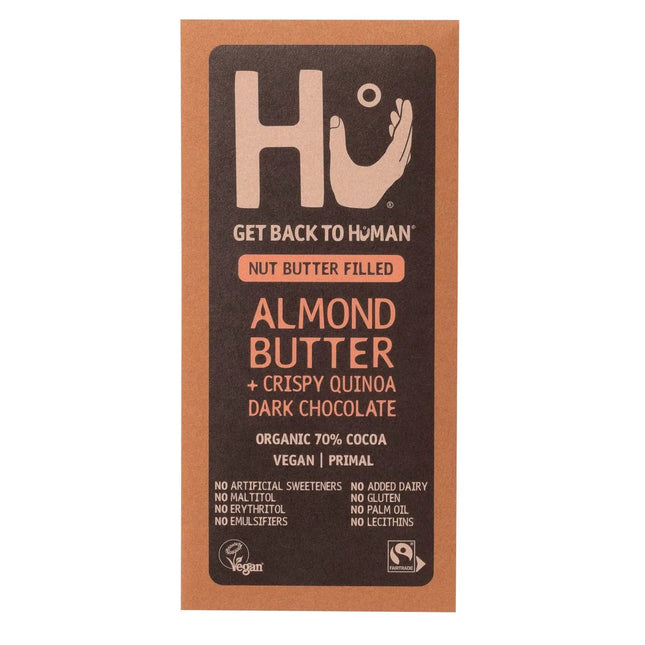 Hu
®
GET BACK TO HUMAN®
NUT BUTTER FILLED
ALMOND
BUTTER
+ CRISPY QUINOA
DARK CHOCOLATE
ORGANIC 70% COCOA
VEGAN | PRIMAL
NO ARTIFICIAL SWEETENERS
NO MALTITOL
NO ERYTHRITOL
NO EMULSIFIERS
NO ADDED DAIRY
NO GLUTEN
NO PALM OIL
NO LECITHINS
Vegan
FAIRTRADE